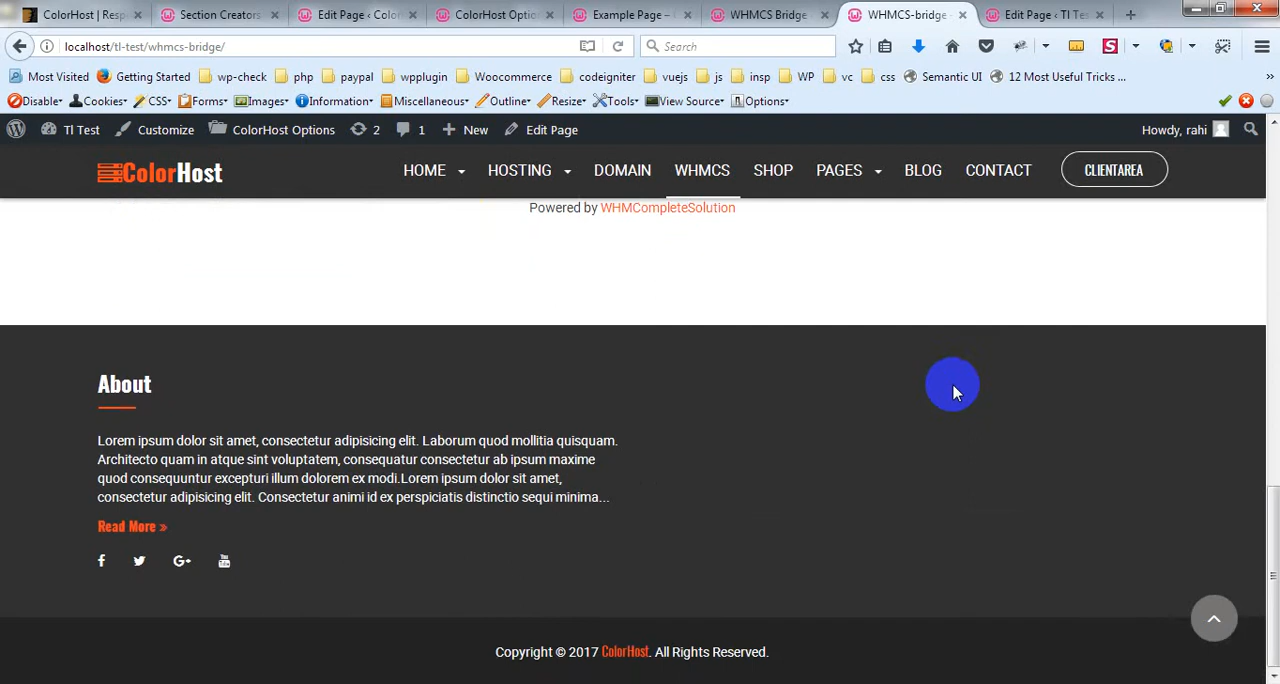 ColorHost | Resp
Section Creators
Edit Page ‹ Colo
ColorHost Optio
Example Page –
WHMCS Bridge
WHMCS-bridge
Edit Page ‹ Tl Tes
localhost/tl-test/whmcs-bridge/
Search
Most Visited
Getting Started
wp-check
php
paypal
wpplugin
Woocommerce
codeigniter
vuejs
js
insp
WP
vc
css
Semantic UI
12 Most Useful Tricks ...
Disable
Cookies
CSS
Forms
Images
Information
Miscellaneous
Outline
Resize
Tools
View Source
Options
Tl Test
Customize
ColorHost Options
2
1
New
Edit Page
Howdy, rahi
ColorHost
HOME
HOSTING
DOMAIN
WHMCS
SHOP
PAGES
BLOG
CONTACT
CLIENTAREA
Powered by WHMCompleteSolution
About
Lorem ipsum dolor sit amet, consectetur adipisicing elit. Laborum quod mollitia quisquam.
Architecto quam in atque sint voluptatem, consequatur consectetur ab ipsum maxime
quod consequuntur excepturi illum dolorem ex modi.Lorem ipsum dolor sit amet,
consectetur adipisicing elit. Consectetur animi id ex perspiciatis distinctio sequi minima...
Read More »
Copyright © 2017 ColorHost. All Rights Reserved.